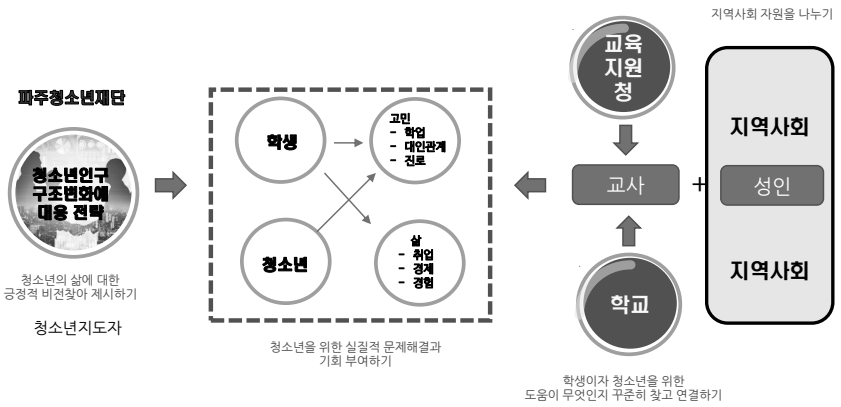 지역사회 자원을 나누기
파주청소년재단
청소년인구
구조변화에
대응 전략
청소년의 삶에 대한
긍정적 비전찾아 제시하기
청소년지도자
학생
고민
- 학업
- 대인관계
- 진로
청소년
삶
- 취업
- 경제
- 경험
청소년을 위한 실질적 문제해결과
기회 부여하기
교육
지원
청
교사
+
학교
학생이자 청소년을 위한
도움이 무엇인지 꾸준히 찾고 연결하기
지역사회
성인
지역사회